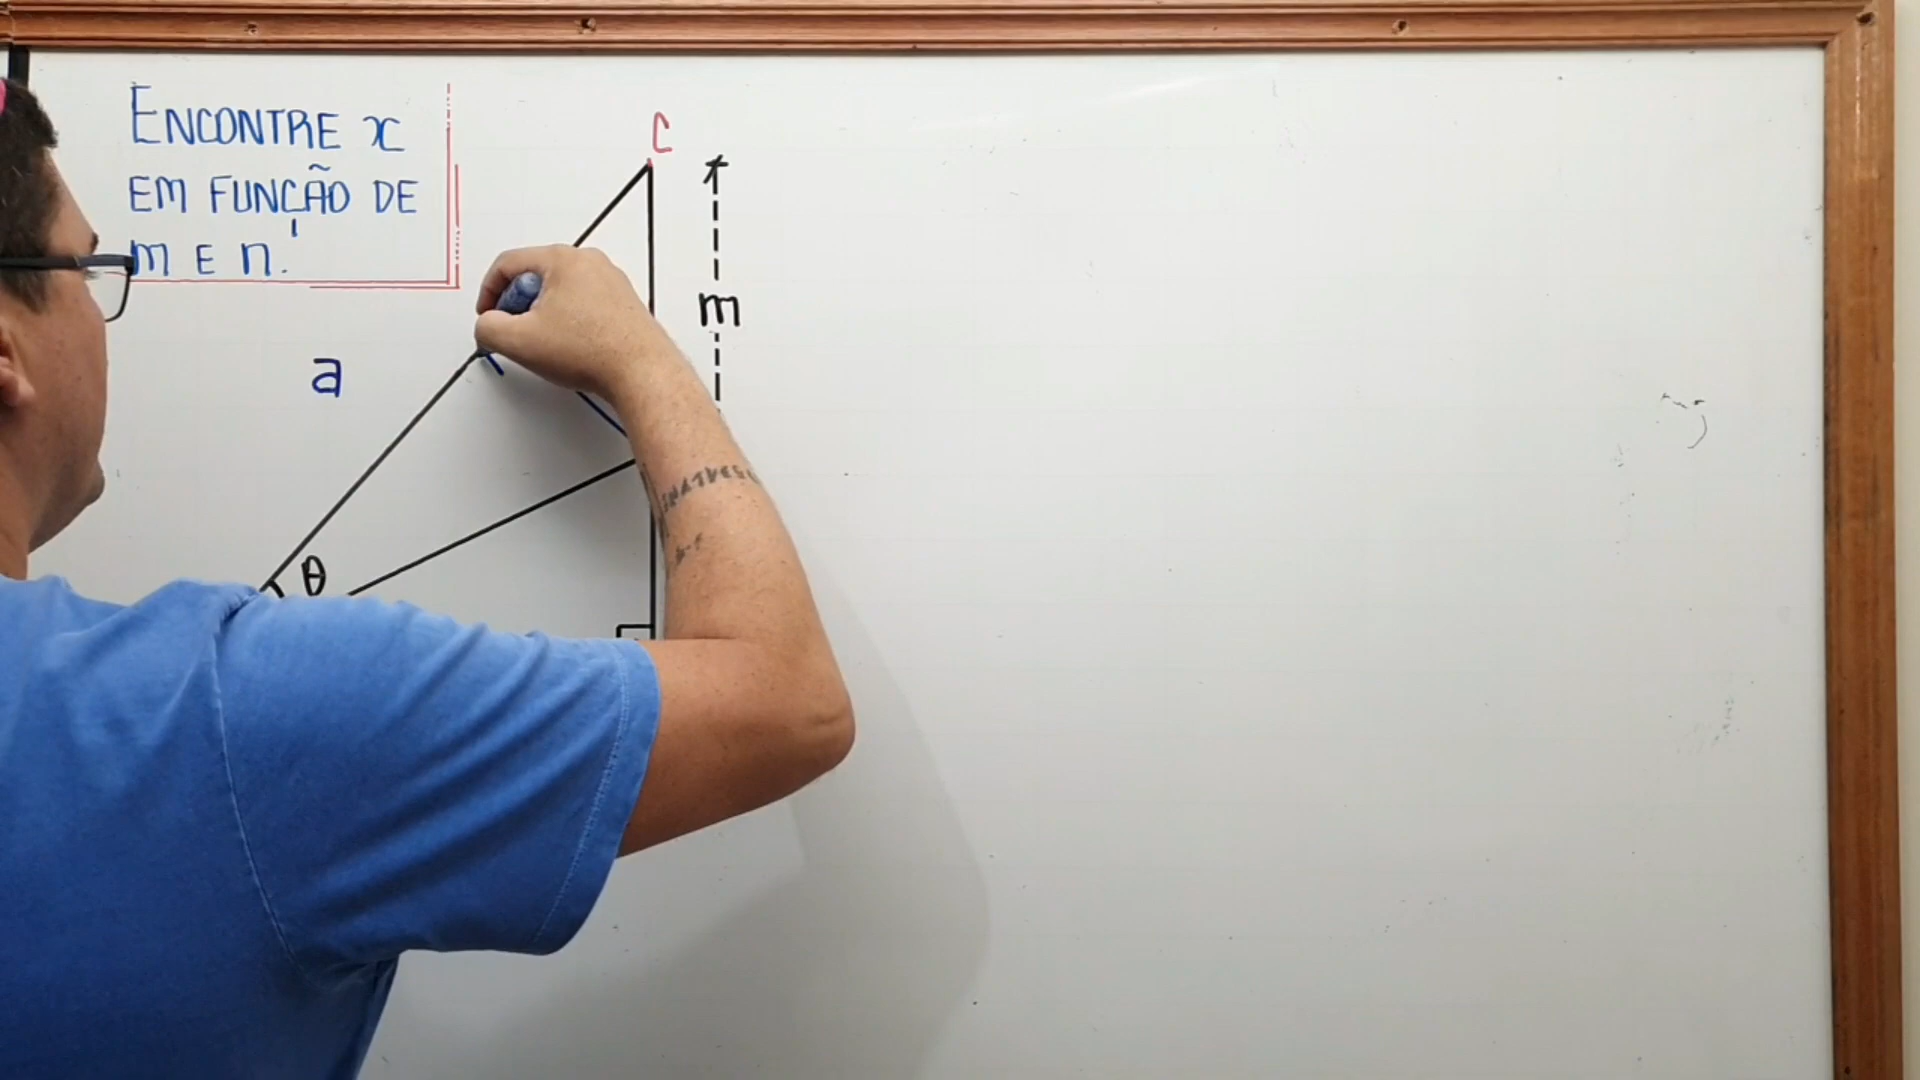 ENCONTRE x
EM FUNÇÃO DE
m E n.
C
m
a
θ